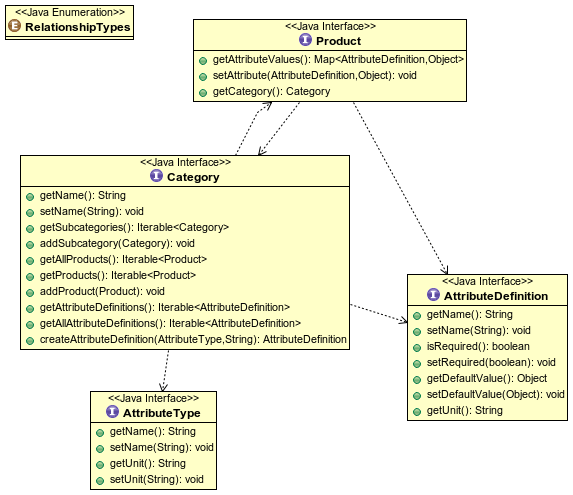 <<Java Enumeration>>
E RelationshipTypes
<<Java Interface>>
I Product
getAttributeValues(): Map<AttributeDefinition,Object>
setAttribute(AttributeDefinition,Object): void
getCategory(): Category
<<Java Interface>>
I Category
getName(): String
setName(String): void
getSubcategories(): Iterable<Category>
addSubcategory(Category): void
getAllProducts(): Iterable<Product>
getProducts(): Iterable<Product>
addProduct(Product): void
getAttributeDefinitions(): Iterable<AttributeDefinition>
getAllAttributeDefinitions(): Iterable<AttributeDefinition>
createAttributeDefinition(AttributeType,String): AttributeDefinition
<<Java Interface>>
I AttributeDefinition
getName(): String
setName(String): void
isRequired(): boolean
setRequired(boolean): void
getDefaultValue(): Object
setDefaultValue(Object): void
getUnit(): String
<<Java Interface>>
I AttributeType
getName(): String
setName(String): void
getUnit(): String
setUnit(String): void